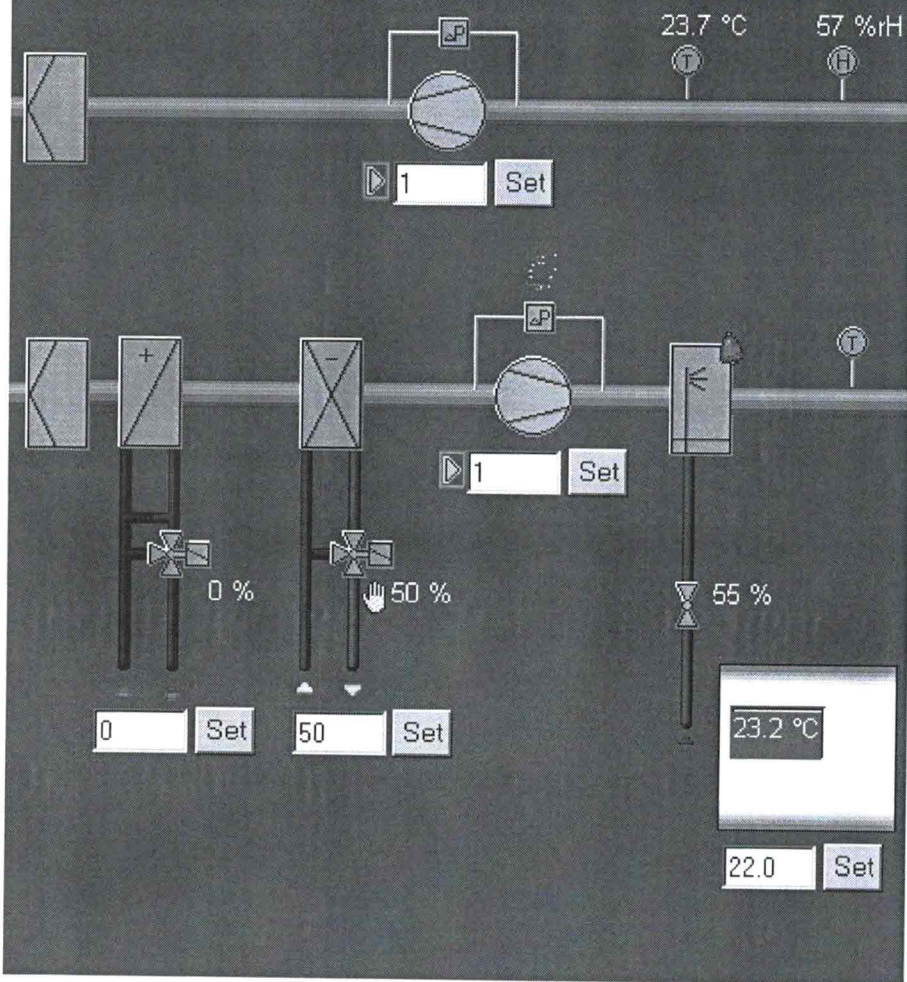 23.7 °C
57 %rH
⊿P
T
H
1
Set
⊿P
T
+
-
1
Set
0 %
50 %
55 %
0
Set
50
Set
23.2 °C
22.0
Set